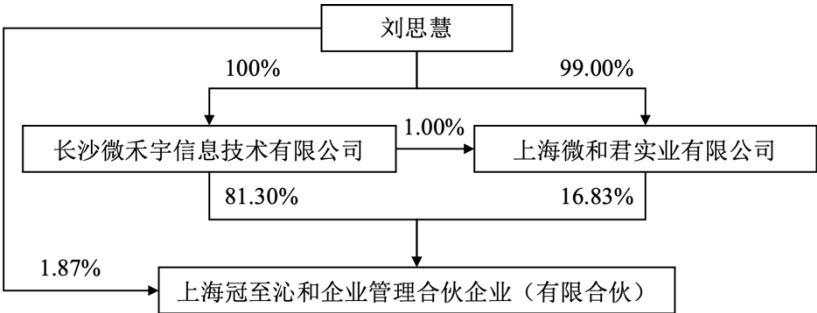 刘思慧
100%
99.00%
长沙微禾宇信息技术有限公司
1.00%
上海微和君实业有限公司
81.30%
16.83%
1.87%
上海冠至沁和企业管理合伙企业（有限合伙）